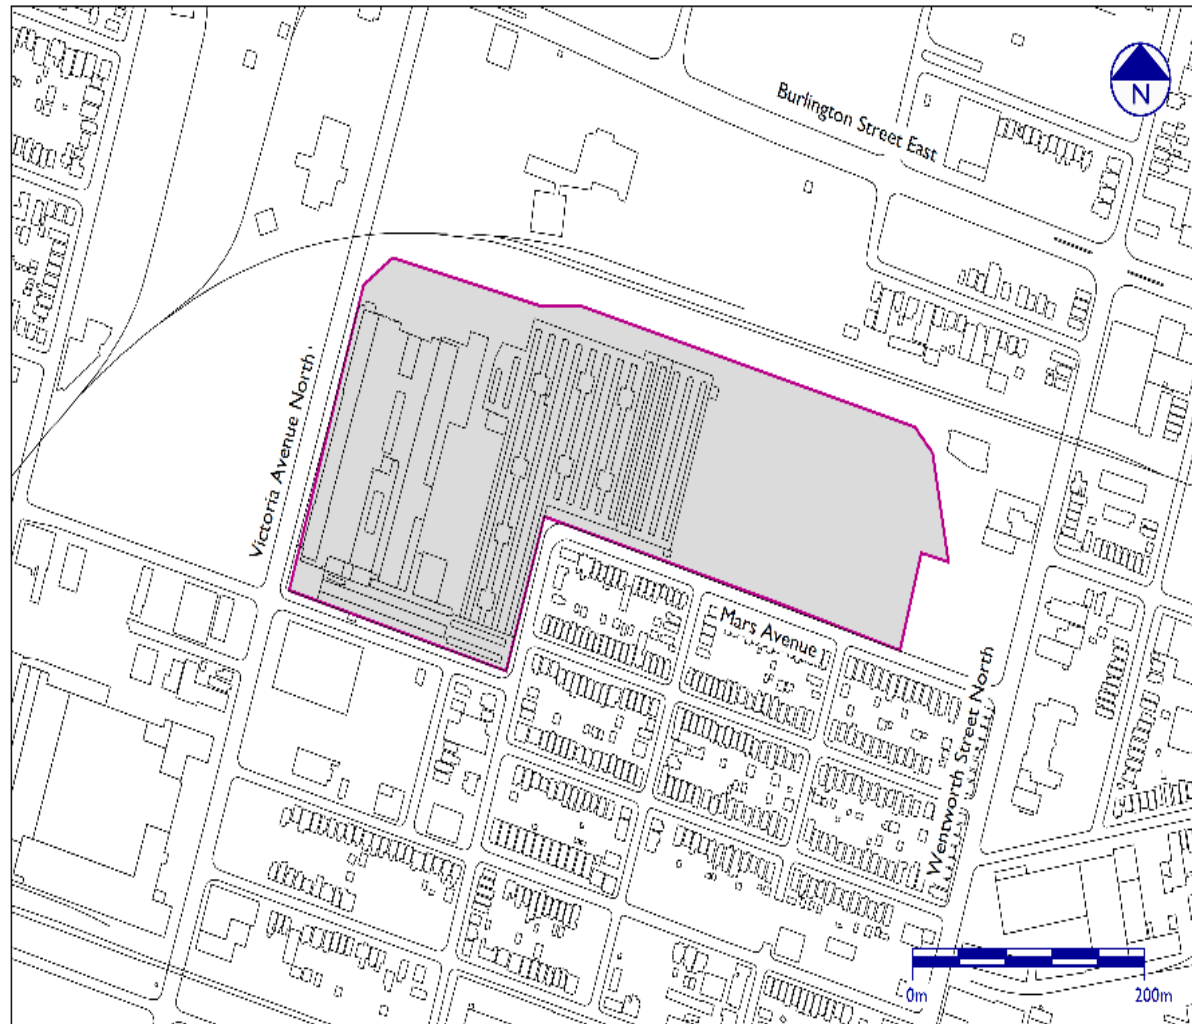 Burlington Street East
N
Victoria Avenue North
Mars Avenue
Wentworth Street North
0m 200m